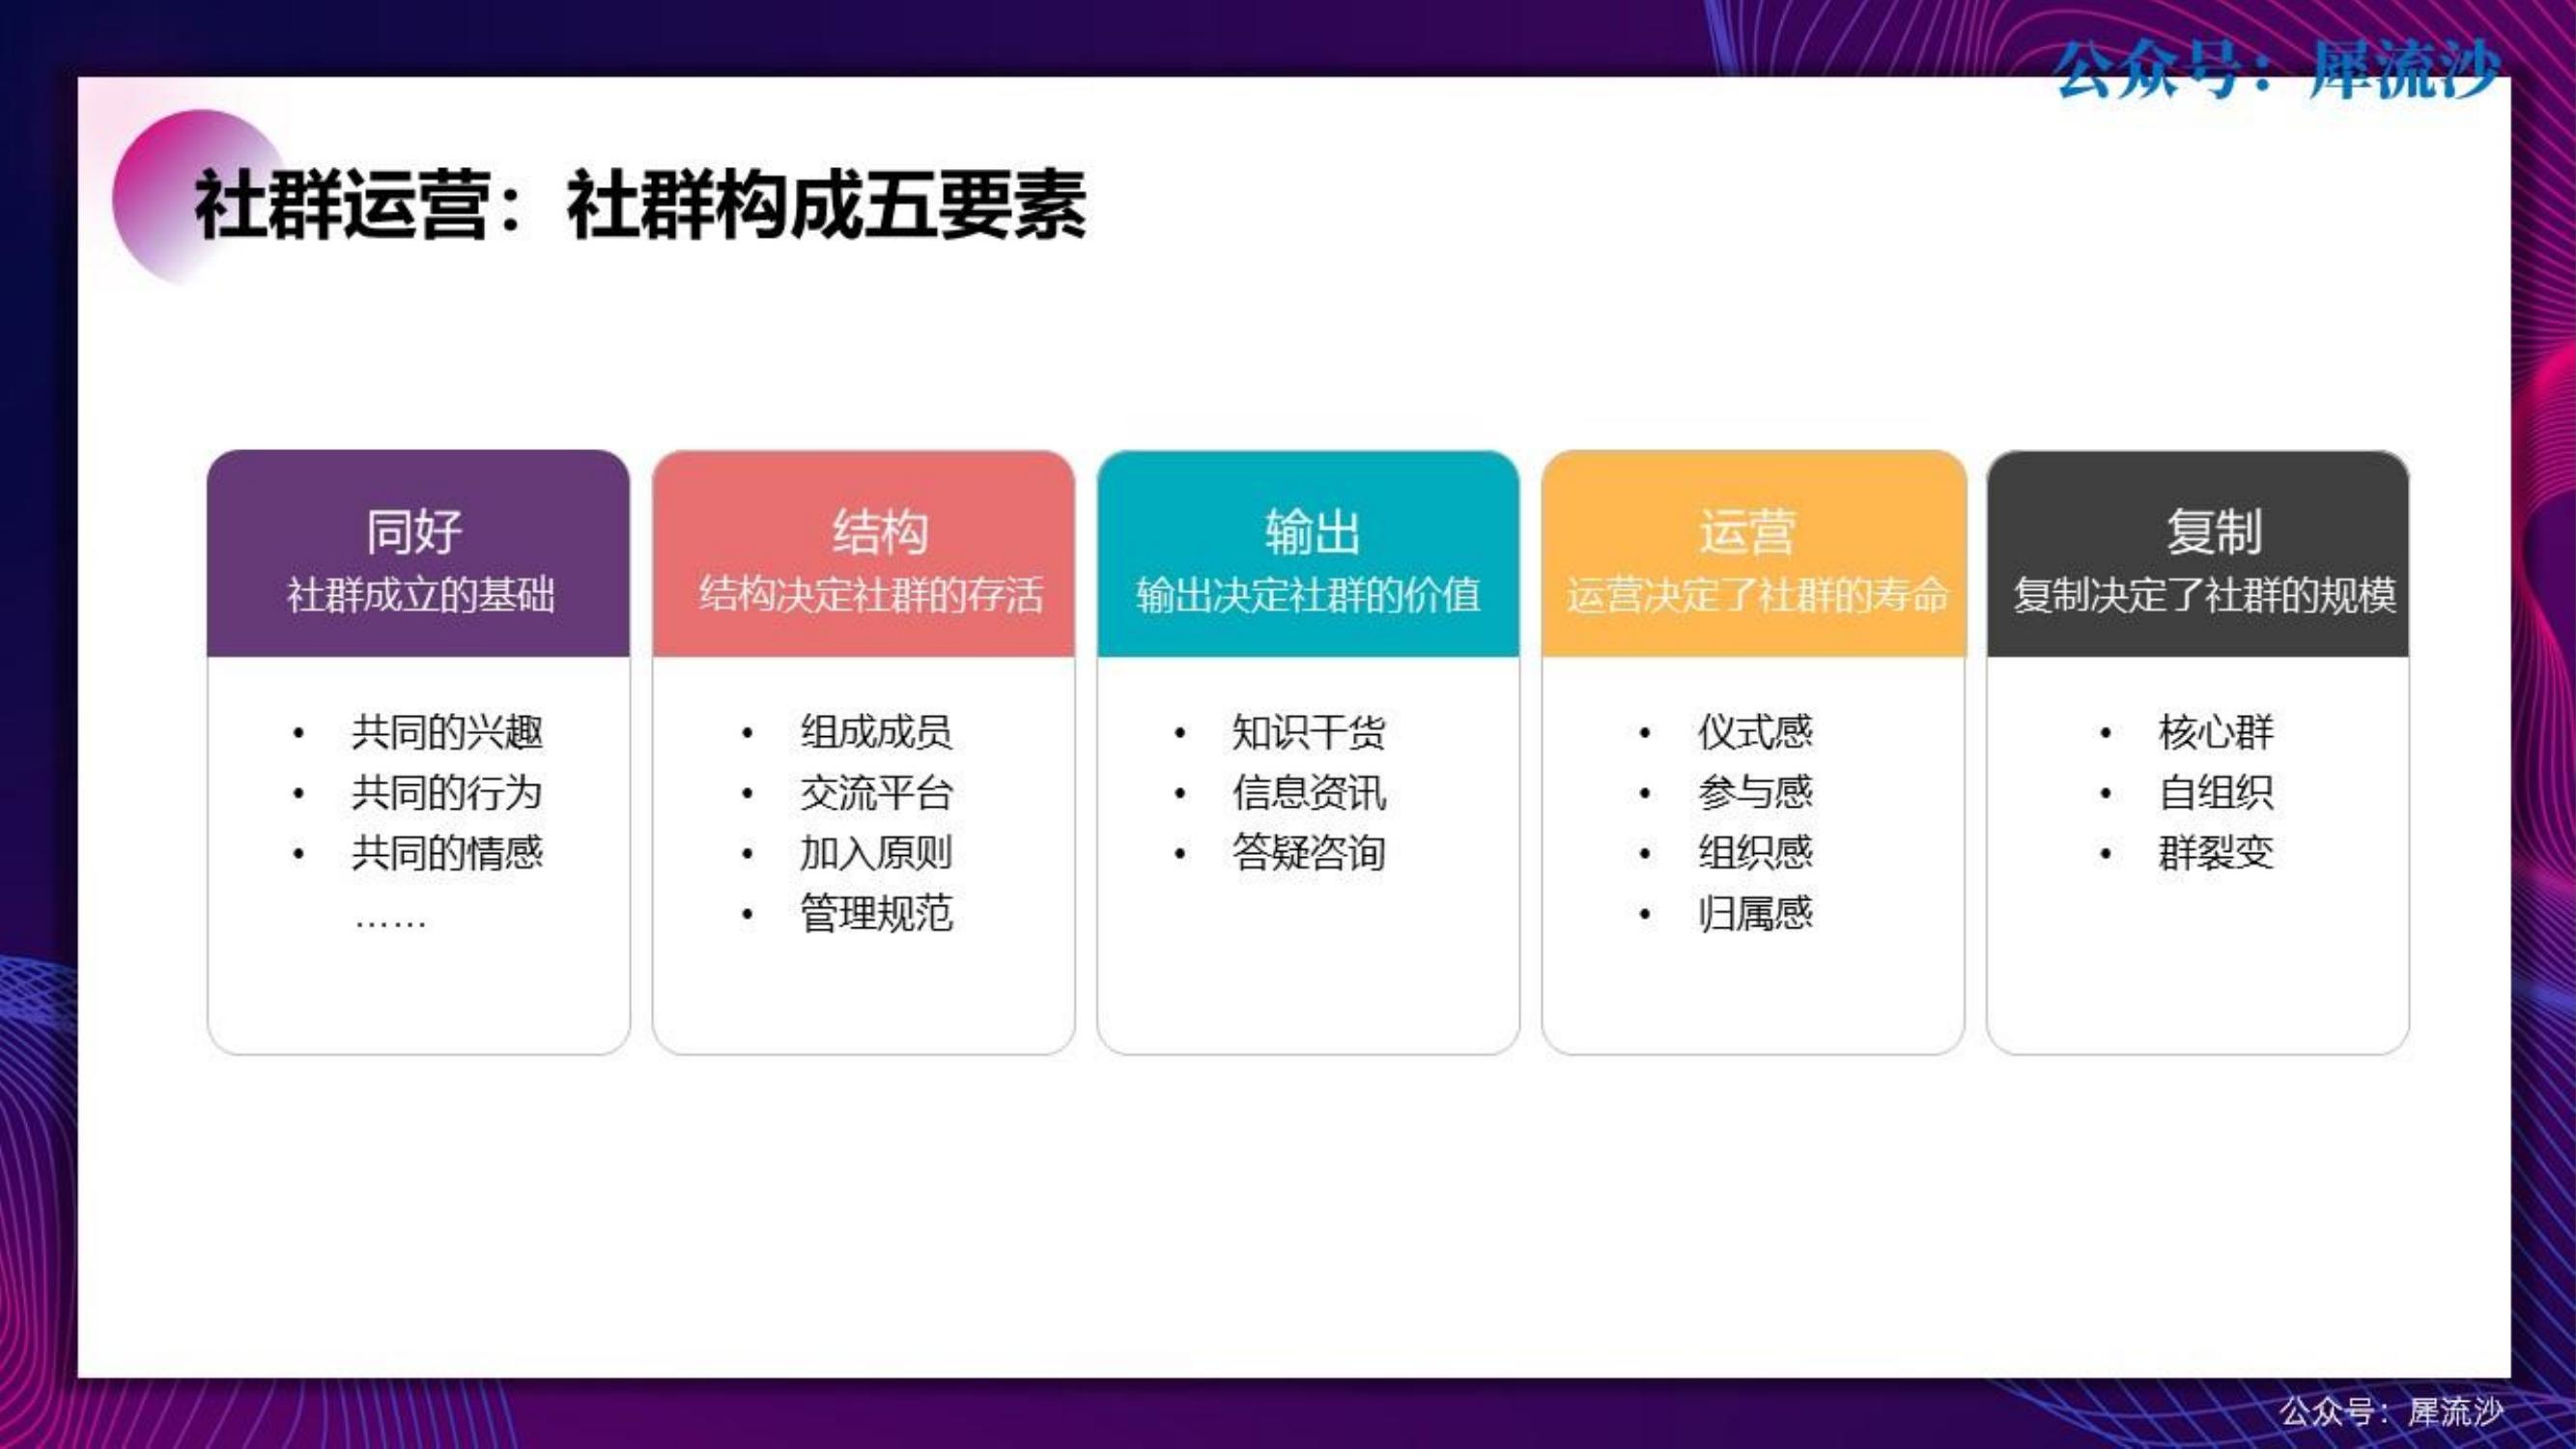 公众号：犀流沙
社群运营：社群构成五要素
同好
社群成立的基础
• 共同的兴趣
• 共同的行为
• 共同的情感
……
结构
结构决定社群的存活
• 组成成员
• 交流平台
• 加入原则
• 管理规范
输出
输出决定社群的价值
• 知识干货
• 信息资讯
• 答疑咨询
运营
运营决定了社群的寿命
• 仪式感
• 参与感
• 组织感
• 归属感
复制
复制决定了社群的规模
• 核心群
• 自组织
• 群裂变
公众号：犀流沙